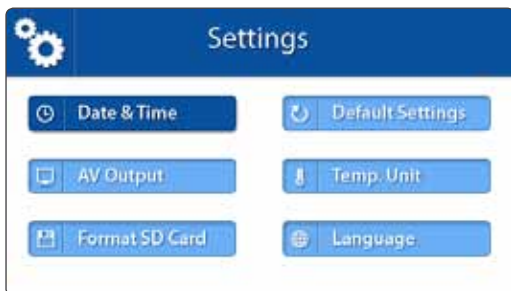 Settings
Date & Time
Default Settings
AV Output
Temp. Unit
Format SD Card
Language